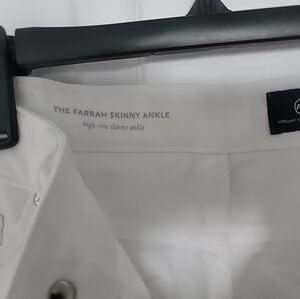 THE FARRAH SKINNY ANKLE
high-rise skinny ankle